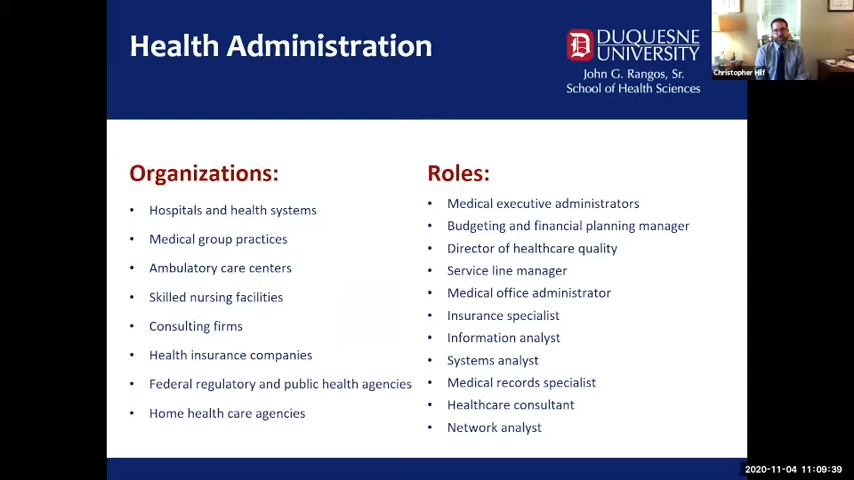 Health Administration
DUQUESNE
UNIVERSITY
John G. Rangos, Sr.
School of Health Sciences
Christopher Hilf
Organizations:
• Hospitals and health systems
• Medical group practices
• Ambulatory care centers
• Skilled nursing facilities
• Consulting firms
• Health insurance companies
• Federal regulatory and public health agencies
• Home health care agencies
Roles:
• Medical executive administrators
• Budgeting and financial planning manager
• Director of healthcare quality
• Service line manager
• Medical office administrator
• Insurance specialist
• Information analyst
• Systems analyst
• Medical records specialist
• Healthcare consultant
• Network analyst
2020-11-04 11:09:39